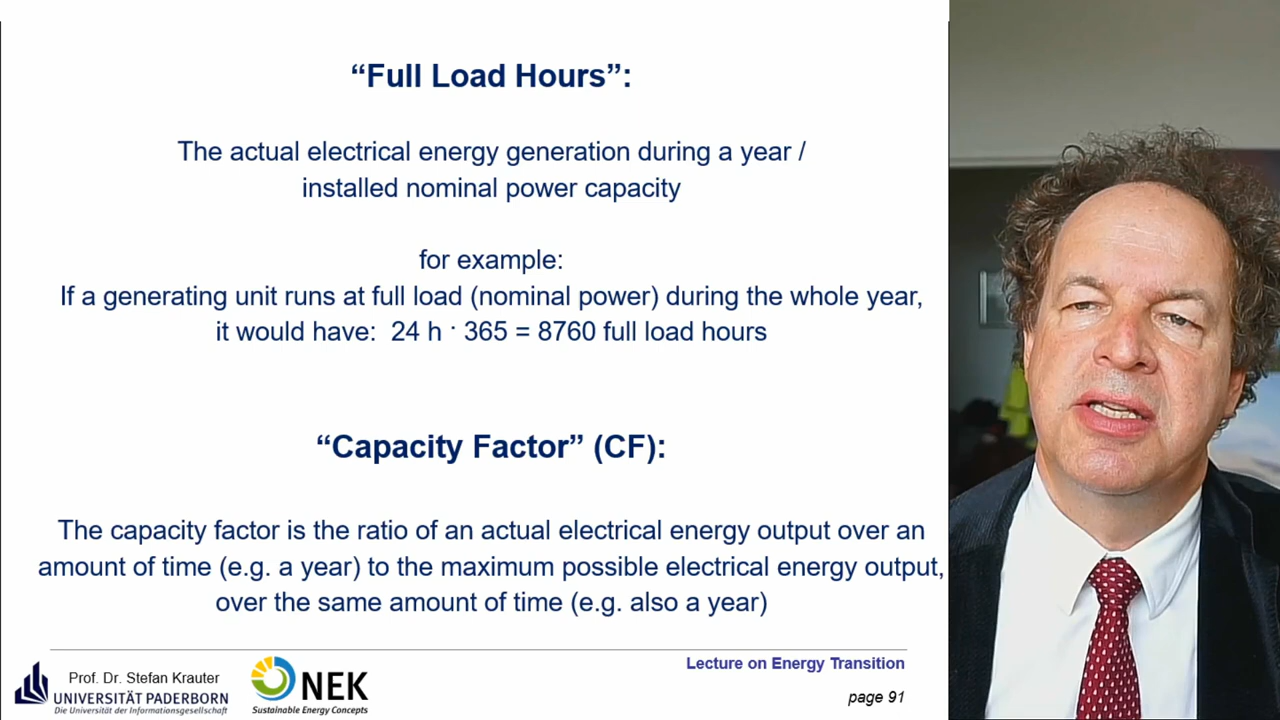 “Full Load Hours”:
The actual electrical energy generation during a year /
installed nominal power capacity
for example:
If a generating unit runs at full load (nominal power) during the whole year,
it would have: 24 h · 365 = 8760 full load hours
“Capacity Factor” (CF):
The capacity factor is the ratio of an actual electrical energy output over an
amount of time (e.g. a year) to the maximum possible electrical energy output,
over the same amount of time (e.g. also a year)
Prof. Dr. Stefan Krauter
UNIVERSITÄT PADERBORN
Die Universität der Informationsgesellschaft
NEK
Sustainable Energy Concepts
Lecture on Energy Transition
page 91